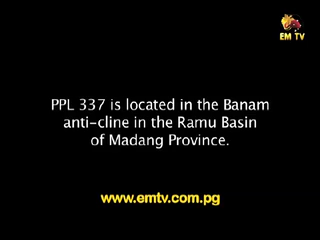 EM TV
PPL 337 is located in the Banam
anti-cline in the Ramu Basin
of Madang Province.
www.emtv.com.pg